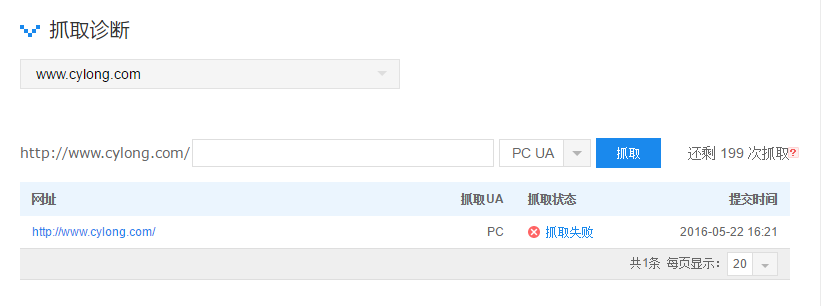 抓取诊断
www.cylong.com
http://www.cylong.com/ PC UA 抓取 还剩 199 次抓取?
网址 抓取UA 抓取状态 提交时间
http://www.cylong.com/ PC 抓取失败 2016-05-22 16:21
共1条 每页显示: 20